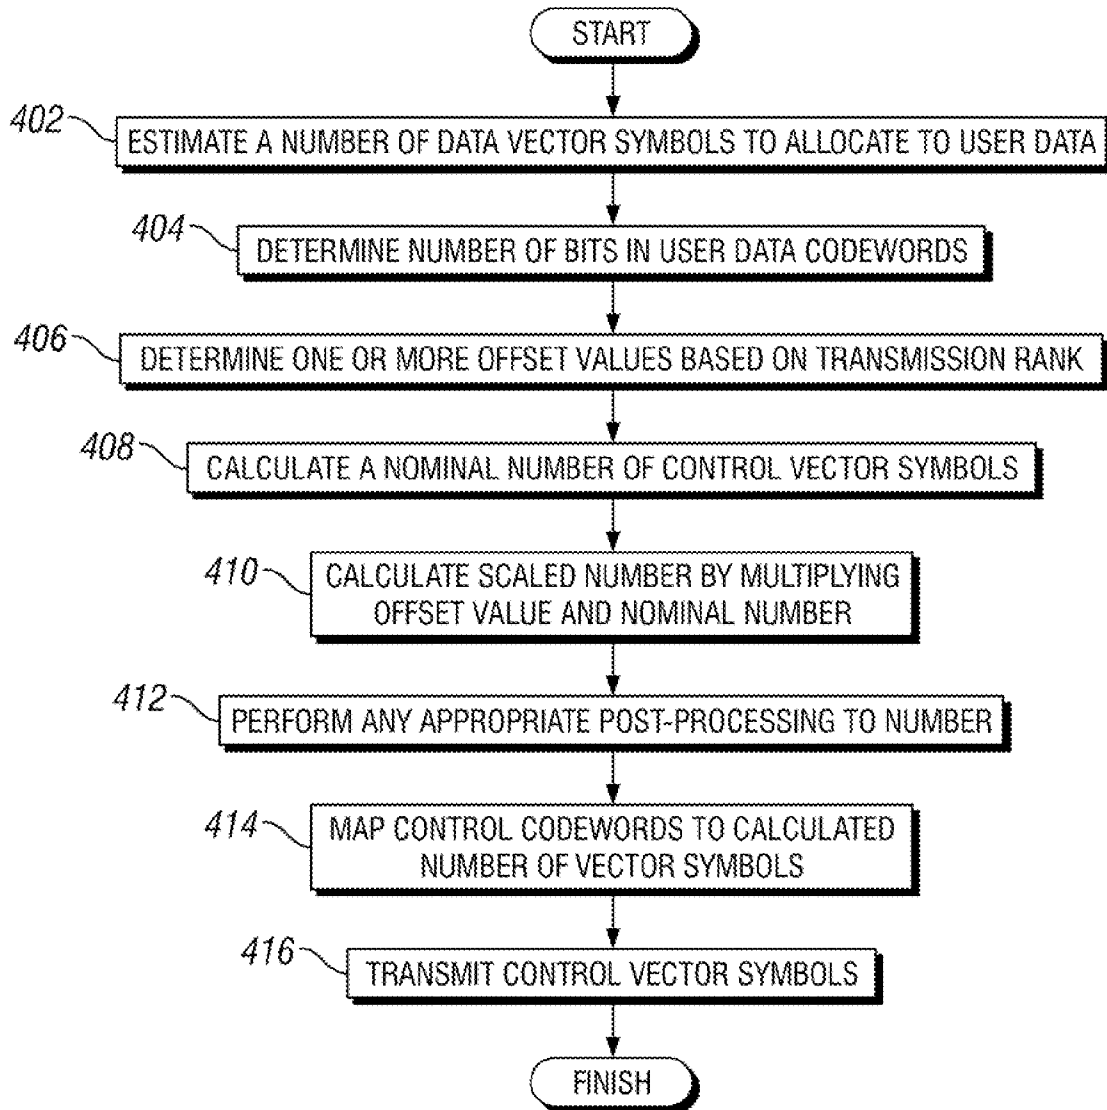 START
402
ESTIMATE A NUMBER OF DATA VECTOR SYMBOLS TO ALLOCATE TO USER DATA
404
DETERMINE NUMBER OF BITS IN USER DATA CODEWORDS
406
DETERMINE ONE OR MORE OFFSET VALUES BASED ON TRANSMISSION RANK
408
CALCULATE A NOMINAL NUMBER OF CONTROL VECTOR SYMBOLS
410
CALCULATE SCALED NUMBER BY MULTIPLYING
OFFSET VALUE AND NOMINAL NUMBER
412
PERFORM ANY APPROPRIATE POST-PROCESSING TO NUMBER
414
MAP CONTROL CODEWORDS TO CALCULATED
NUMBER OF VECTOR SYMBOLS
416
TRANSMIT CONTROL VECTOR SYMBOLS
FINISH